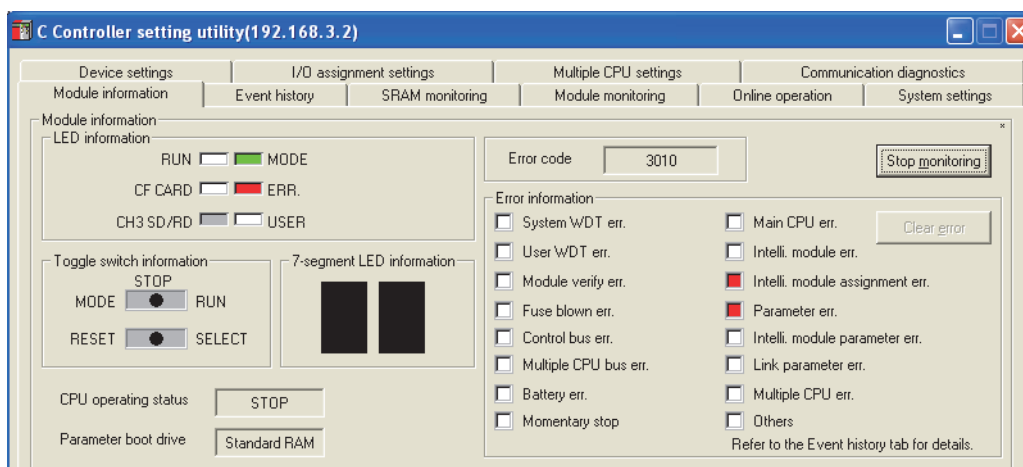 C Controller setting utility(192.168.3.2)
Device settings I/O assignment settings Multiple CPU settings Communication diagnostics
Module information Event history SRAM monitoring Module monitoring Online operation System settings
Module information
LED information
RUN MODE
CF CARD ERR.
CH3 SD/RD USER
Error code 3010
Stop monitoring
Error information
System WDT err. Main CPU err.
Clear error
User WDT err. Intelli. module err.
Module verify err. Intelli. module assignment err.
Fuse blown err. Parameter err.
Control bus err. Intelli. module parameter err.
Multiple CPU bus err. Link parameter err.
Battery err. Multiple CPU err.
Momentary stop Others
Refer to the Event history tab for details.
Toggle switch information
STOP
MODE RUN
RESET SELECT
7-segment LED information
CPU operating status STOP
Parameter boot drive Standard RAM